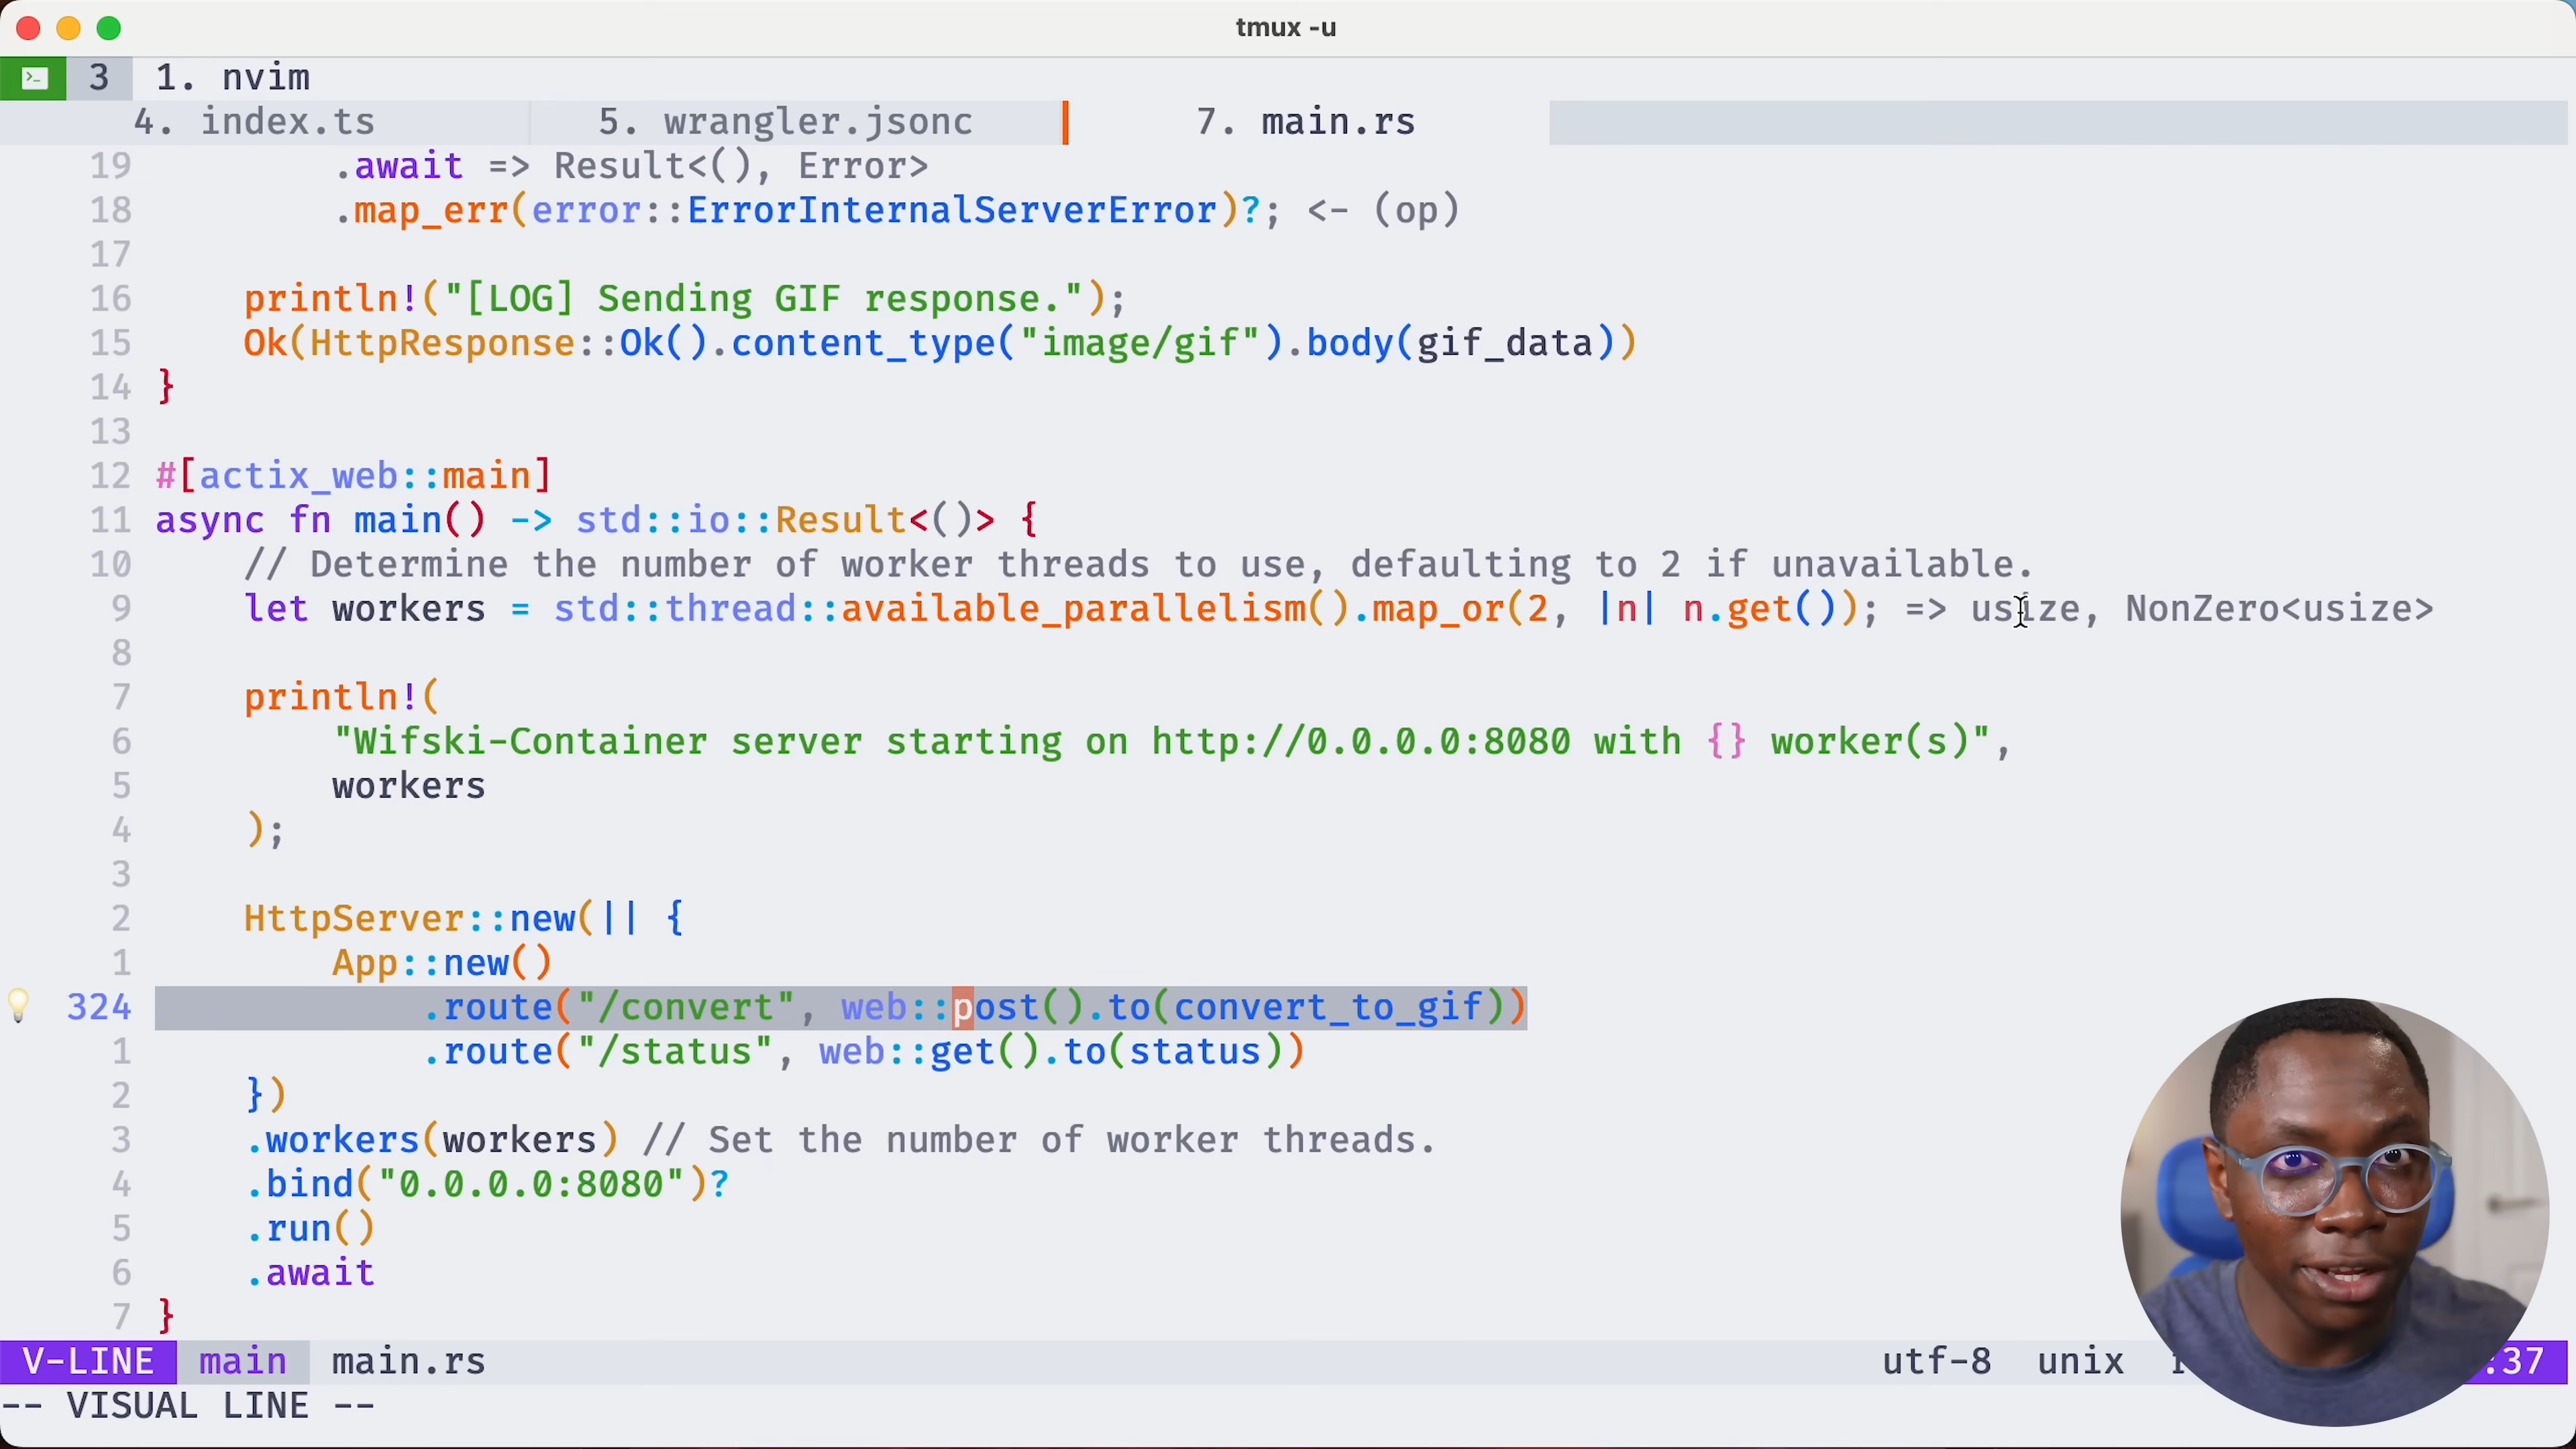 tmux -u
3 1. nvim
4. index.ts 5. wrangler.jsonc 7. main.rs
19 .await => Result<(), Error>
18 .map_err(error::ErrorInternalServerError)?; <- (op)
17
16 println!("[LOG] Sending GIF response.");
15 Ok(HttpResponse::Ok().content_type("image/gif").body(gif_data))
14 }
13
12 #[actix_web::main]
11 async fn main() -> std::io::Result<()> {
10 // Determine the number of worker threads to use, defaulting to 2 if unavailable.
9 let workers = std::thread::available_parallelism().map_or(2, |n| n.get()); => usize, NonZero<usize>
8
7 println!(
6 "Wifski-Container server starting on http://0.0.0.0:8080 with {} worker(s)",
5 workers
4 );
3
2 HttpServer::new(|| {
1 App::new()
324 .route("/convert", web::post().to(convert_to_gif))
1 .route("/status", web::get().to(status))
2 })
3 .workers(workers) // Set the number of worker threads.
4 .bind("0.0.0.0:8080")?
5 .run()
6 .await
7 }
V-LINE main main.rs utf-8 unix :37
-- VISUAL LINE --